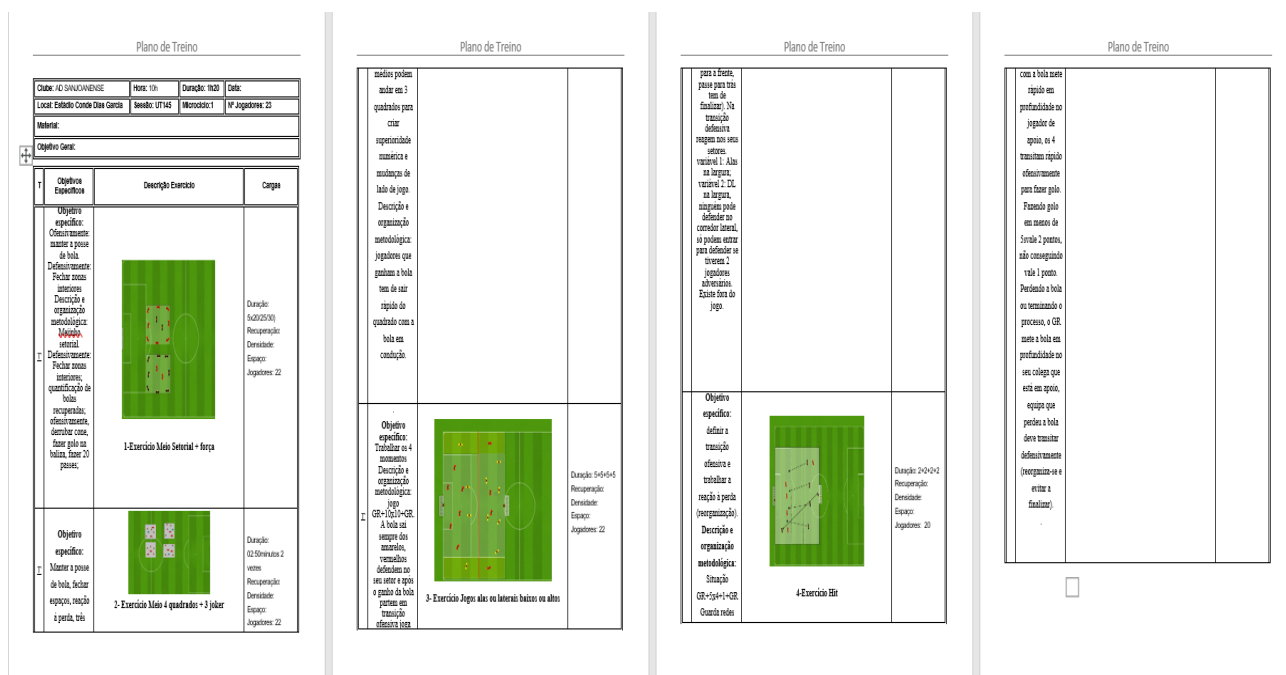 Plano de Treino
Clube: AD SANJOANENSE Hora: 10h Duração: 1h20 Data:
Local: Estádio Conde Dias Garcia Sessão: UT145 Microciclo:1 Nº Jogadores: 23
Material:
Objetivo Geral:
T Objetivos Específicos Descrição Exercício Cargas
T
Objetivo
específico:
Ofensivamente:
manter a posse
de bola.
Defensivamente:
Fechar zonas
interiores
Descrição e
organização
metodológica:
Meiinho
setorial.
Defensivamente:
Fechar zonas
interiores;
quantificação de
bolas
recuperadas;
ofensivamente,
derrubar cone,
fazer golo na
baliza, fazer 20
passes;
1-Exercício Meio Setorial + força
Duração:
5x20/25/30)
Recuperação:
Densidade:
Espaço:
Jogadores: 22
T
Objetivo
específico:
Manter a posse
de bola, fechar
espaços, reação
à perda, três
2- Exercício Meio 4 quadrados + 3 joker
Duração:
02:50minutos 2
vezes
Recuperação:
Densidade:
Espaço:
Jogadores: 22
Plano de Treino
médios podem
andar em 3
quadrados para
criar
superioridade
numérica e
mudanças de
lado de jogo.
Descrição e
organização
metodológica:
jogadores que
ganham a bola
tem de sair
rápido do
quadrado com a
bola em
condução.
.
T
Objetivo
específico:
Trabalhar os 4
momentos
Descrição e
organização
metodológica:
jogo
GR+10x10+GR.
A bola sai
sempre dos
amarelos,
vermelhos
defendem no
seu setor e após
o ganho da bola
partem em
transição
ofensiva joga
3- Exercício Jogos alas ou laterais baixos ou altos
Duração: 5+5+5+5
Recuperação:
Densidade:
Espaço:
Jogadores: 22
Plano de Treino
para a frente,
passe para trás
tem de
finalizar). Na
transição
defensiva
reagem nos seus
setores.
variável 1: Alas
na largura;
variável 2: DL
na largura,
ninguém pode
defender no
corredor lateral,
só podem entrar
para defender se
tiverem 2
jogadores
adversários.
Existe fora do
jogo.
Objetivo
específico:
definir a
transição
ofensiva e
trabalhar a
reação à perda
(reorganização).
Descrição e
organização
metodológica:
Situação
GR+5x4+1+GR
Guarda redes
4-Exercício Hit
Duração: 2+2+2+2
Recuperação:
Densidade:
Espaço:
Jogadores: 20
Plano de Treino
com a bola mete
rápido em
profundidade no
jogador de
apoio, os 4
transitam rápido
ofensivamente
para fazer golo.
Fazendo golo
em menos de
5svale 2 pontos,
não conseguindo
vale 1 ponto.
Perdendo a bola
ou terminando o
processo, o GR
mete a bola em
profundidade no
seu colega que
está em apoio,
equipa que
perdeu a bola
deve transitar
defensivamente
(reorganiza-se e
evitar a
finalizar).
.